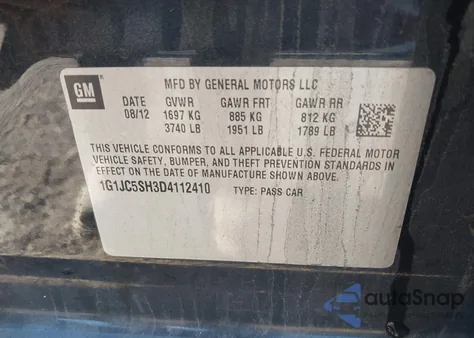 GM
MFD BY GENERAL MOTORS LLC
DATE GVWR GAWR FRT GAWR RR
08/12 1697 KG 885 KG 812 KG
3740 LB 1951 LB 1789 LB
THIS VEHICLE CONFORMS TO ALL APPLICABLE U.S. FEDERAL MOTOR
VEHICLE SAFETY, BUMPER, AND THEFT PREVENTION STANDARDS
IN EFFECT ON THE DATE OF MANUFACTURE SHOWN ABOVE.
1G1JC5SH3D4112410 TYPE: PASS CAR
autoSnap